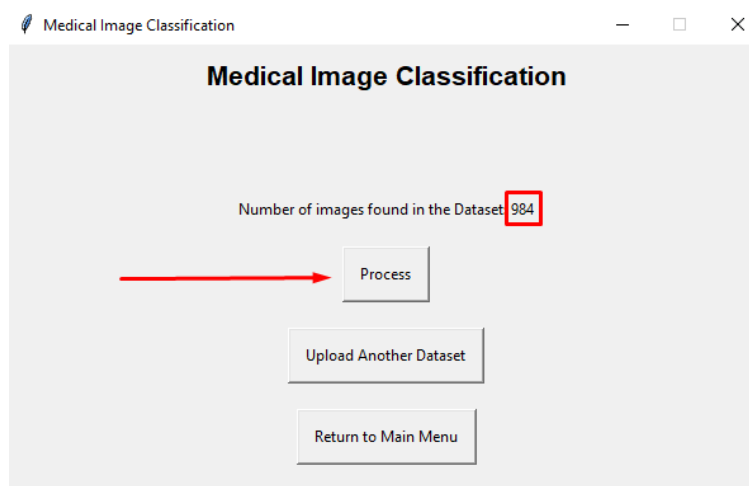 Medical Image Classification
Medical Image Classification
Number of images found in the Dataset: 984
Process
Upload Another Dataset
Return to Main Menu